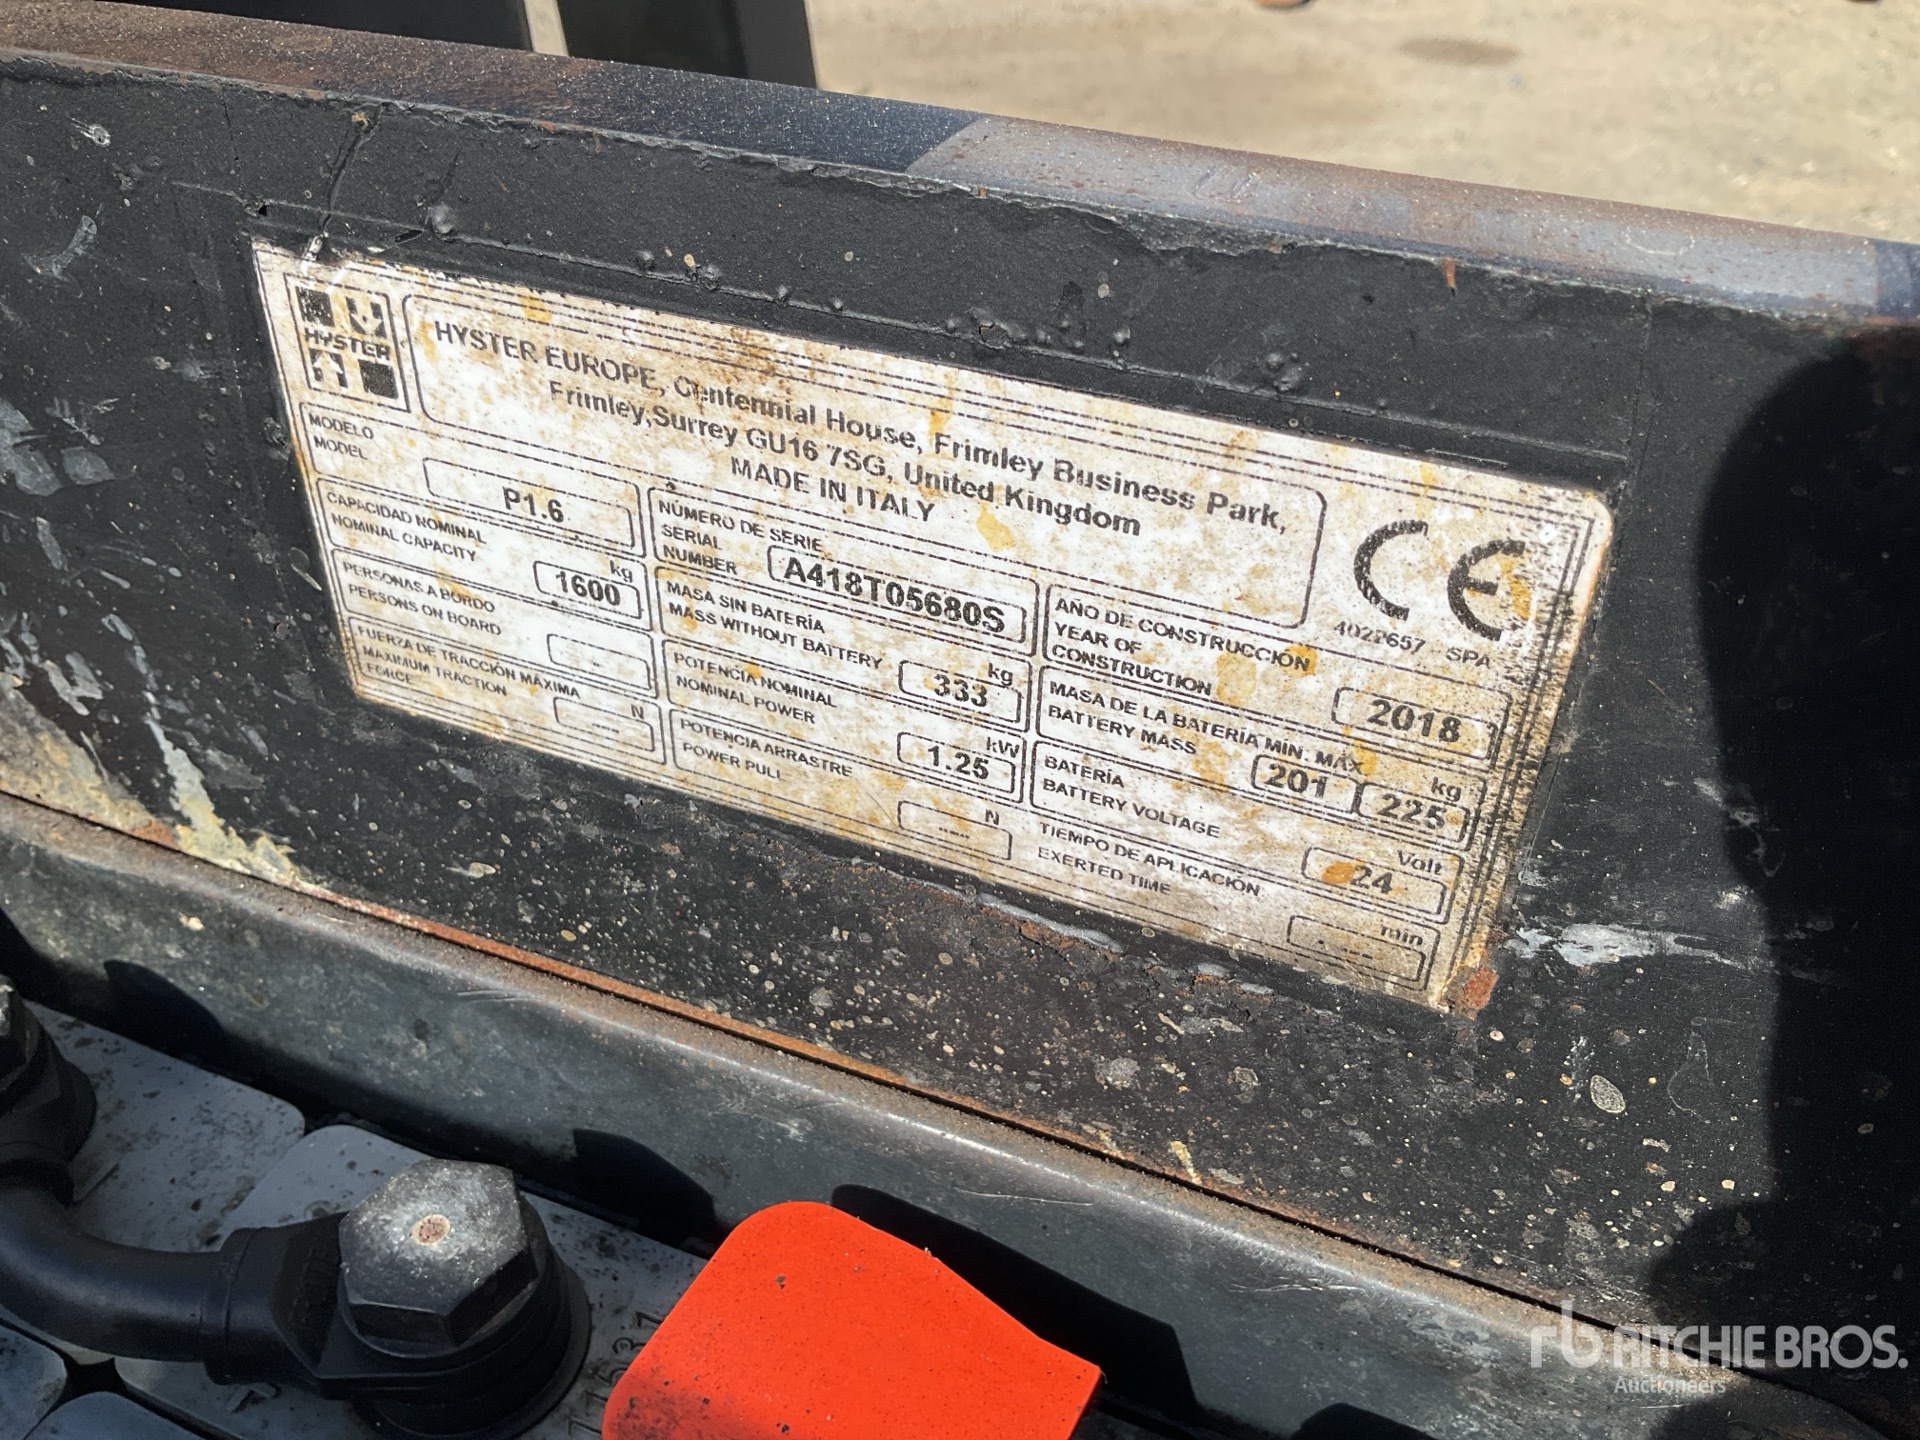 HYSTER
HYSTER EUROPE, Centennial House, Frimley Business Park,
Frimley,Surrey GU16 7SG, United Kingdom
MADE IN ITALY
CE
4022657 SPA
MODELO
MODEL
P1.6
NÚMERO DE SERIE
SERIAL
NUMBER
A418T05680S
AÑO DE CONSTRUCCIÓN
YEAR OF
CONSTRUCTION
2018
CAPACIDAD NOMINAL
NOMINAL CAPACITY
kg
1600
MASA SIN BATERÍA
MASS WITHOUT BATTERY
kg
333
MASA DE LA BATERÍA MIN. MAX
BATTERY MASS
kg
201
225
PERSONAS A BORDO
PERSONS ON BOARD
POTENCIA NOMINAL
NOMINAL POWER
kW
1.25
BATERÍA
BATTERY VOLTAGE
Volt
24
FUERZA DE TRACCIÓN MÁXIMA
MAXIMUM TRACTION
FORCE
N
POTENCIA ARRASTRE
POWER PULL
N
TIEMPO DE APLICACIÓN
EXERTED TIME
min
rb RITCHIE BROS.
Auctioneers